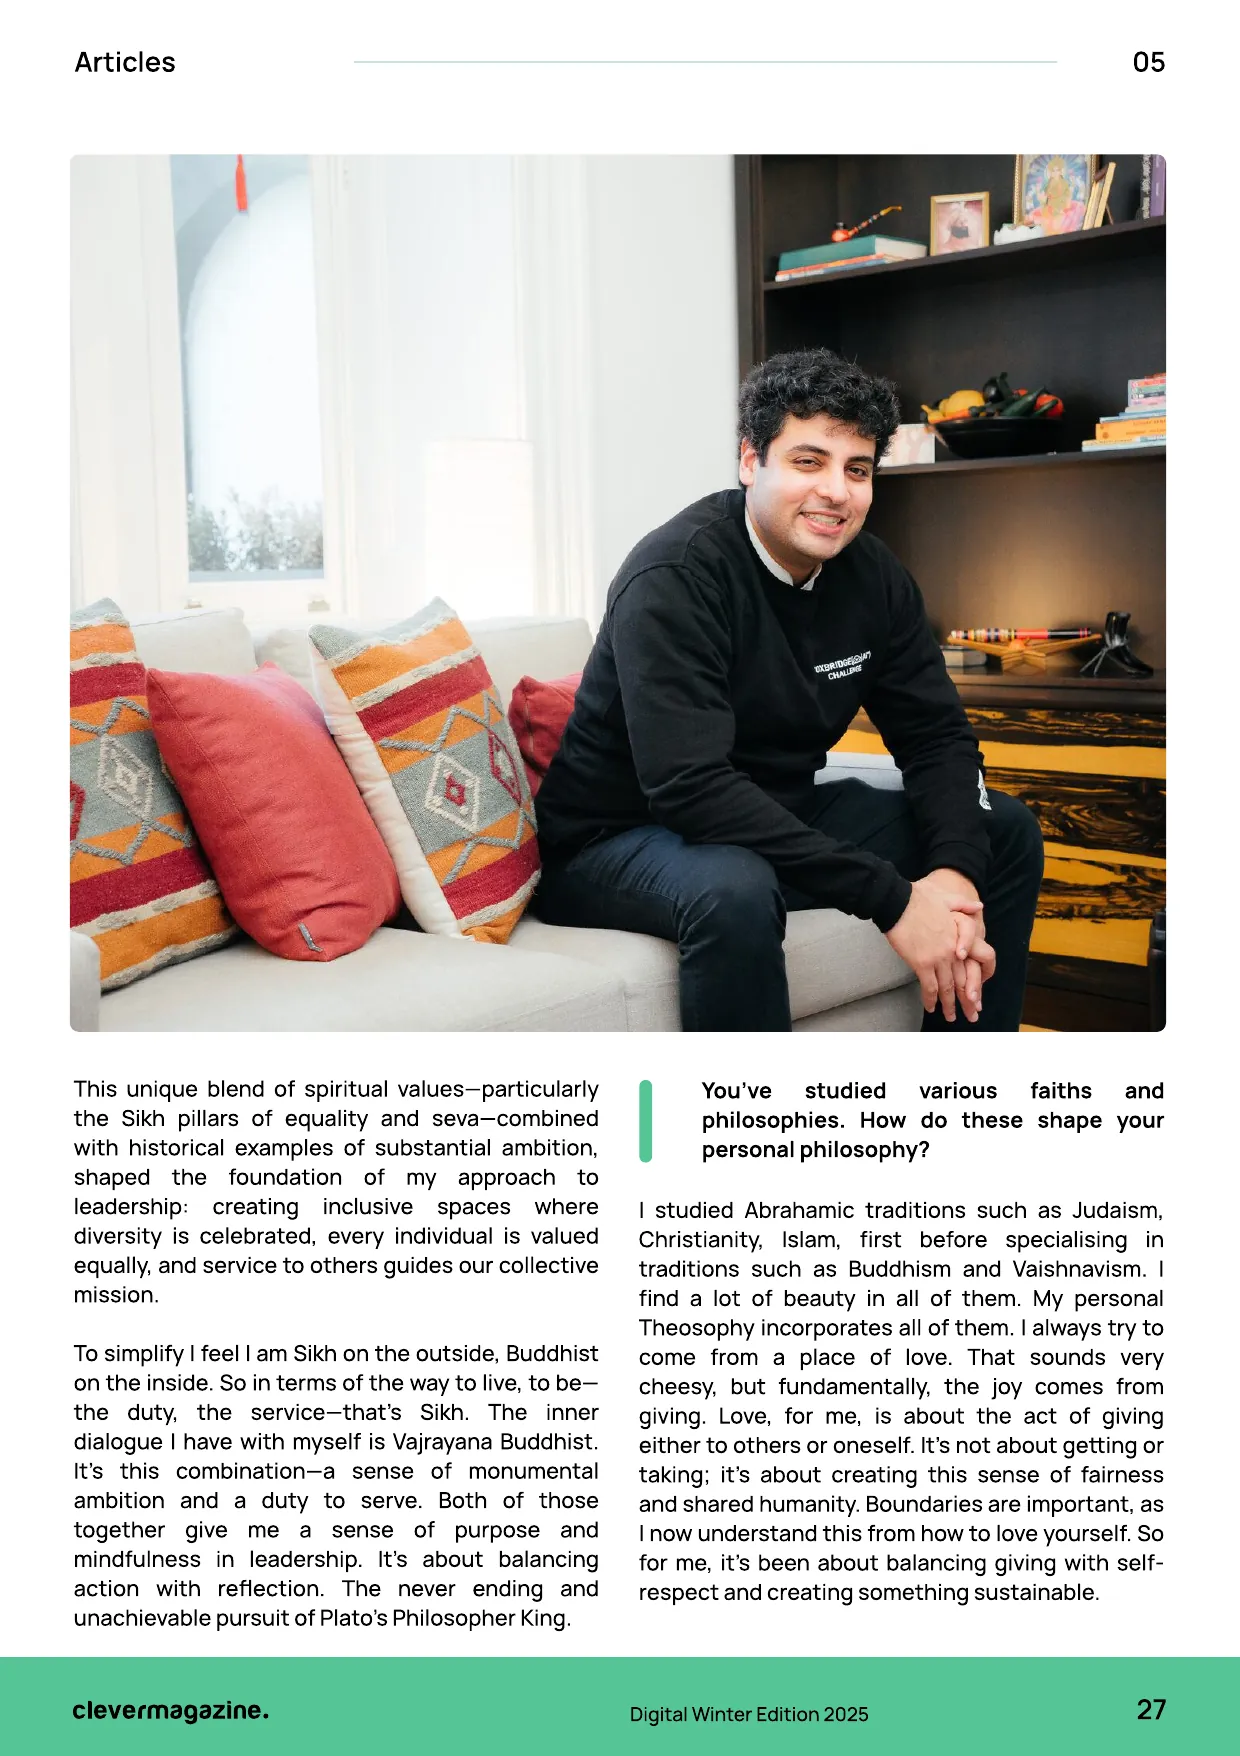 Articles
05
OXBRIDGE
CHALLENGE
This unique blend of spiritual values—particularly
the Sikh pillars of equality and seva—combined
with historical examples of substantial ambition,
shaped the foundation of my approach to
leadership: creating inclusive spaces where
diversity is celebrated, every individual is valued
equally, and service to others guides our collective
mission.
To simplify I feel I am Sikh on the outside, Buddhist
on the inside. So in terms of the way to live, to be—
the duty, the service—that's Sikh. The inner
dialogue I have with myself is Vajrayana Buddhist.
It's this combination—a sense of monumental
ambition and a duty to serve. Both of those
together give me a sense of purpose and
mindfulness in leadership. It's about balancing
action with reflection. The never ending and
unachievable pursuit of Plato's Philosopher King.
You've studied various faiths and
philosophies. How do these shape your
personal philosophy?
I studied Abrahamic traditions such as Judaism,
Christianity, Islam, first before specialising in
traditions such as Buddhism and Vaishnavism. I
find a lot of beauty in all of them. My personal
Theosophy incorporates all of them. I always try to
come from a place of love. That sounds very
cheesy, but fundamentally, the joy comes from
giving. Love, for me, is about the act of giving
either to others or oneself. It's not about getting or
taking; it's about creating this sense of fairness
and shared humanity. Boundaries are important, as
I now understand this from how to love yourself. So
for me, it's been about balancing giving with self-
respect and creating something sustainable.
clevermagazine.
Digital Winter Edition 2025
27